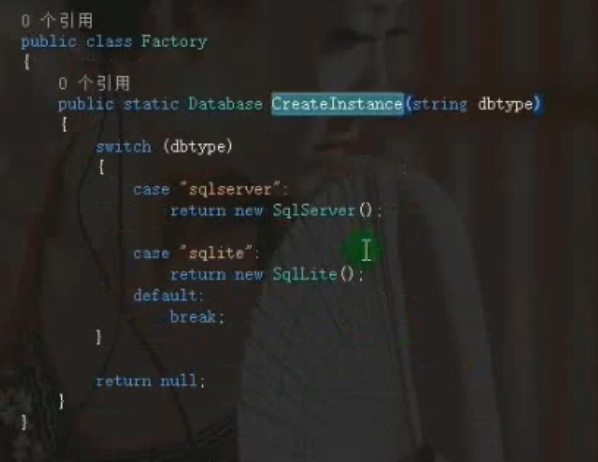 0 个引用
public class Factory
{
0 个引用
public static Database CreateInstance(string dbtype)
{
switch (dbtype)
{
case "sqlserver":
return new SqlServer();
case "sqlite":
return new SqlLite();
default:
break;
}
return null;
}
}